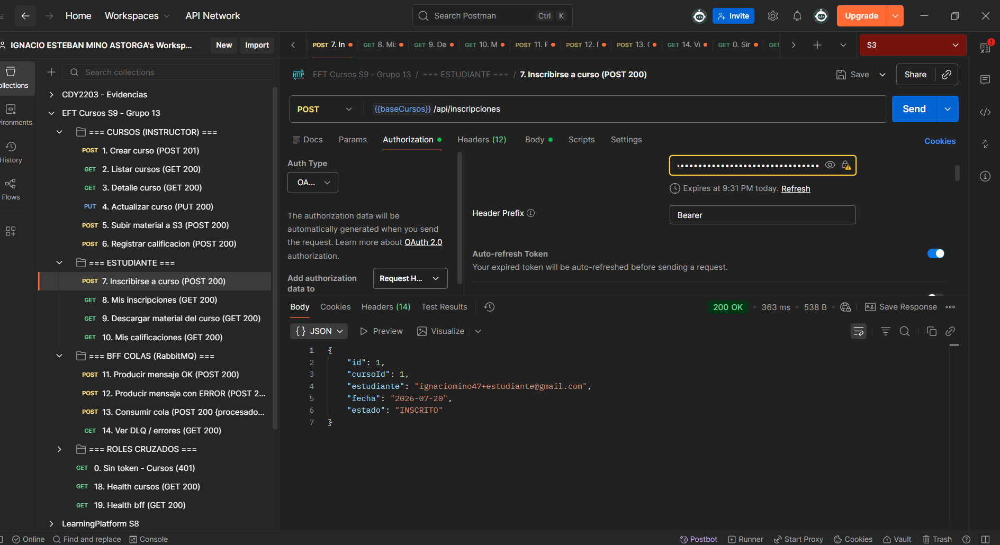 Home Workspaces API Network Search Postman Ctrl K Invite Upgrade
IGNACIO ESTEBAN MINO ASTORGA's Worksp... New Import
POST 7. In GET 8. Mi: GET 9. De GET 10. M POST 11. F POST 12. POST 13. GET 14. Ve GET 0. Sir GET S3
ollections
ironments
History
Flows
Search collections
CDY2203 - Evidencias
EFT Cursos S9 - Grupo 13
=== CURSOS (INSTRUCTOR) ===
POST 1. Crear curso (POST 201)
GET 2. Listar cursos (GET 200)
GET 3. Detalle curso (GET 200)
PUT 4. Actualizar curso (PUT 200)
POST 5. Subir material a S3 (POST 200)
POST 6. Registrar calificacion (POST 200)
=== ESTUDIANTE ===
POST 7. Inscribirse a curso (POST 200)
GET 8. Mis inscripciones (GET 200)
GET 9. Descargar material del curso (GET 200)
GET 10. Mis calificaciones (GET 200)
=== BFF COLAS (RabbitMQ) ===
POST 11. Producir mensaje OK (POST 200)
POST 12. Producir mensaje con ERROR (POST 2...
POST 13. Consumir cola (POST 200 {procesado...
GET 14. Ver DLQ / errores (GET 200)
=== ROLES CRUZADOS ===
GET 0. Sin token - Cursos (401)
GET 18. Health cursos (GET 200)
GET 19. Health bff (GET 200)
LearningPlatform S8
HTTP EFT Cursos S9 - Grupo 13 / === ESTUDIANTE === / 7. Inscribirse a curso (POST 200) Save Share
POST {{baseCursos}} /api/inscripciones Send
Docs Params Authorization Headers (12) Body Scripts Settings Cookies
Auth Type
OA...
The authorization data will be
automatically generated when you send
the request. Learn more about OAuth 2.0
authorization.
Add authorization
data to
Request H...
Expires at 9:31 PM today. Refresh
Header Prefix Bearer
Auto-refresh Token
Your expired token will be auto-refreshed before sending a request.
Body Cookies Headers (14) Test Results 200 OK 363 ms 538 B e.g. Save Response
{} JSON Preview Visualize
1 {
2 "id": 1,
3 "cursoId": 1,
4 "estudiante": "ignaciomino47+estudiante@gmail.com",
5 "fecha": "2026-07-20",
6 "estado": "INSCRITO"
7 }
Online Find and replace Console Postbot Runner Start Proxy Cookies Vault Trash